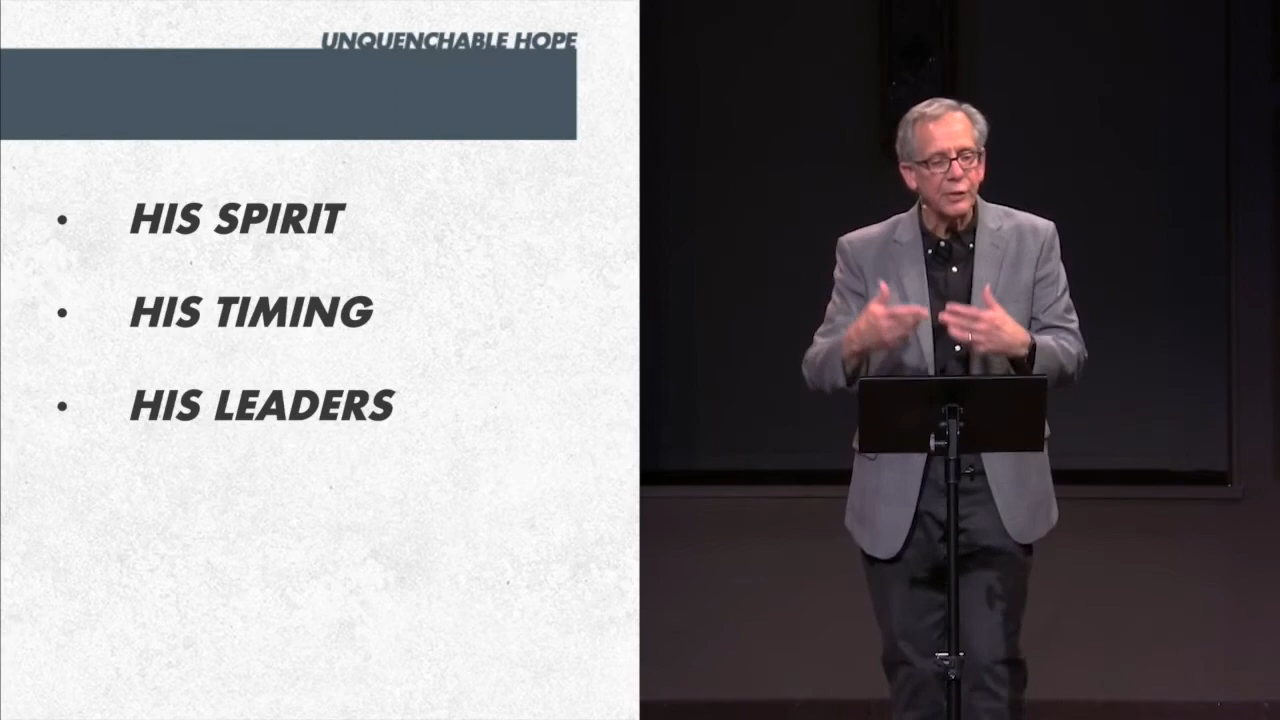 UNQUENCHABLE HOPE
• HIS SPIRIT
• HIS TIMING
• HIS LEADERS